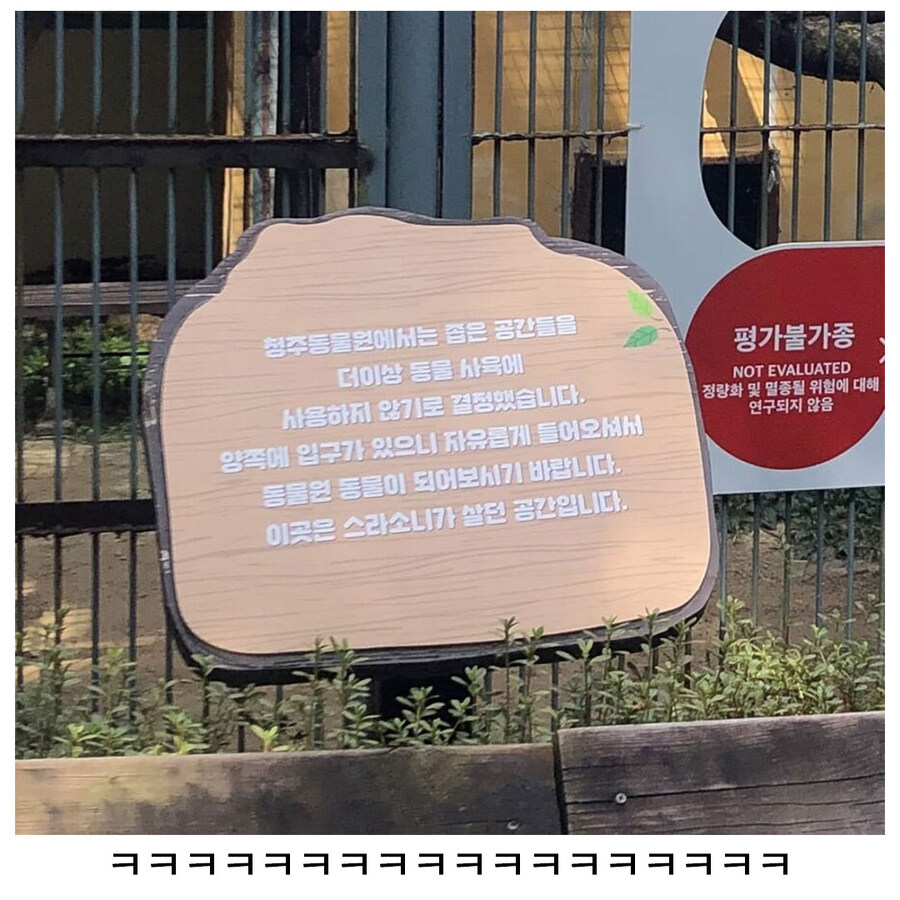 청주동물원에서는 좁은 공간들을
더이상 동물 사육에
사용하지 않기로 결정했습니다.
양쪽에 입구가 있으니 자유롭게 들어오셔서
동물원 동물이 되어보시기 바랍니다.
이곳은 스라소니가 살던 공간입니다.
평가불가종
NOT EVALUATED
정량화 및 멸종될 위험에 대해
연구되지 않음
ㅋㅋㅋㅋㅋㅋㅋㅋㅋㅋㅋㅋㅋㅋㅋㅋㅋㅋ